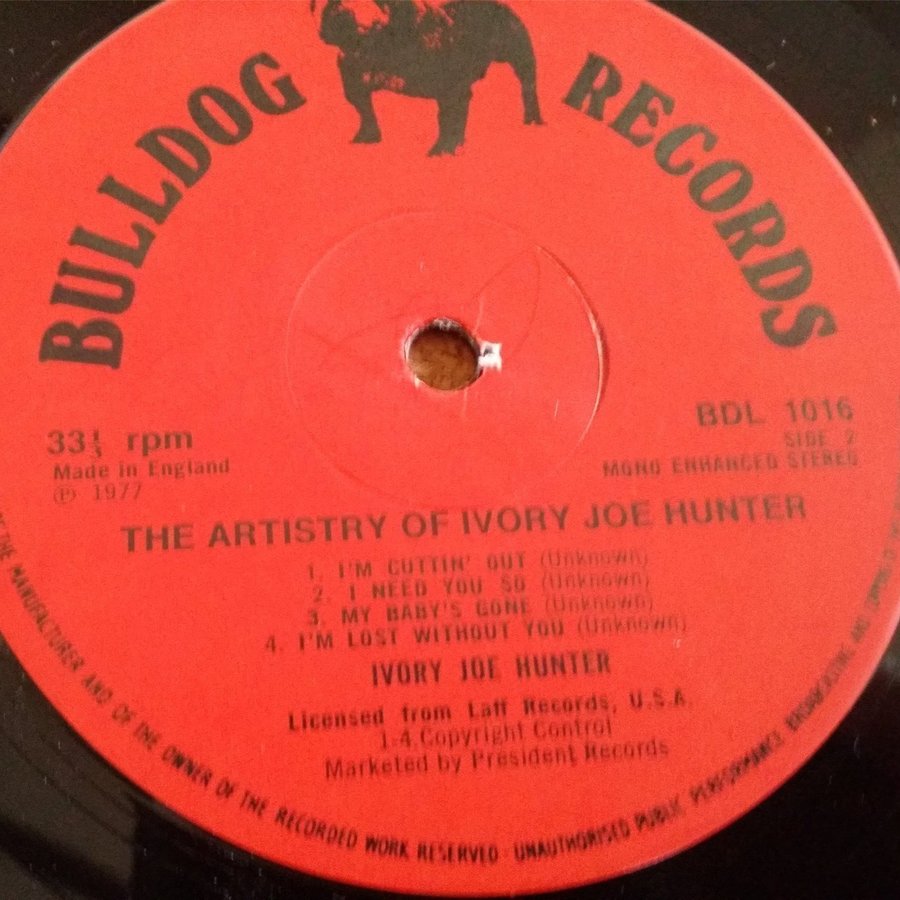 BULLDOG RECORDS
33⅓ rpm
Made in England
℗ 1977
BDL 1016
SIDE 2
MONO ENHANCED STEREO
THE ARTISTRY OF IVORY JOE HUNTER
1. I'M CUTTIN' OUT (Unknown)
2. I NEED YOU SO (Unknown)
3. MY BABY'S GONE (Unknown)
4. I'M LOST WITHOUT YOU (Unknown)
IVORY JOE HUNTER
Licensed from Laff Records, U.S.A.
1-4.Copyright Control
Marketed by President Records
THE MANUFACTURER AND OF THE OWNER OF THE RECORDED WORK RESERVED · UNAUTHORISED PUBLIC PERFORMANCE BROADCASTING AND